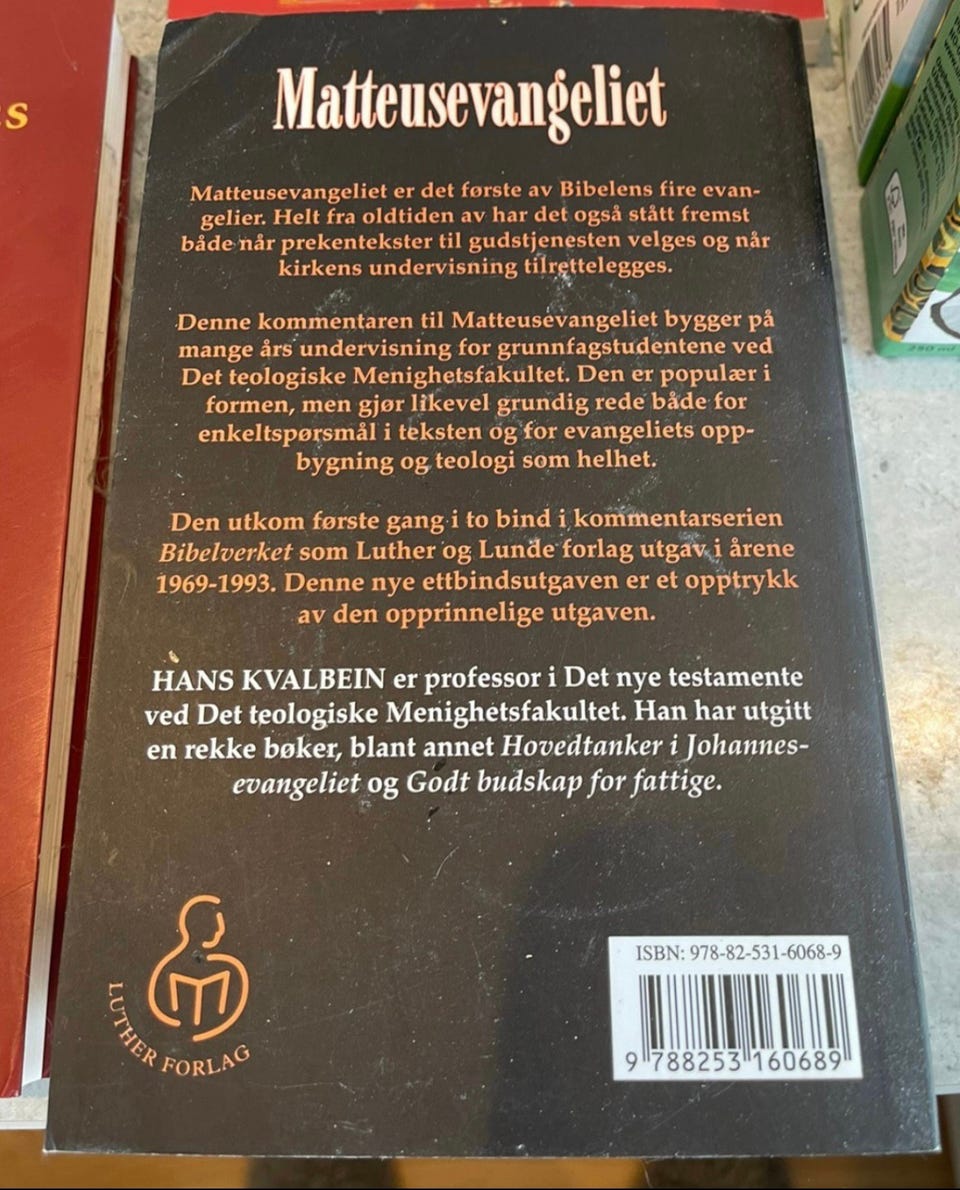 Matteusevangeliet
Matteusevangeliet er det første av Bibelens fire evan-
gelier. Helt fra oldtiden av har det også stått fremst
både når prekentekster til gudstjenesten velges og når
kirkens undervisning tilrettelegges.
Denne kommentaren til Matteusevangeliet bygger på
mange års undervisning for grunnfagstudentene ved
Det teologiske Menighetsfakultet. Den er populær i
formen, men gjør likevel grundig rede både for
enkeltspørsmål i teksten og for evangeliets opp-
bygning og teologi som helhet.
Den utkom første gang i to bind i kommentarserien
Bibelverket som Luther og Lunde forlag utgav i årene
1969-1993. Denne nye ettbindsutgaven er et opptrykk
av den opprinnelige utgaven.
HANS KVALBEIN er professor i Det nye testamente
ved Det teologiske Menighetsfakultet. Han har utgitt
en rekke bøker, blant annet Hovedtanker i Johannes-
evangeliet og Godt budskap for fattige.
LUTHER FORLAG
ISBN: 978-82-531-6068-9
9 788253 160689
250 ml